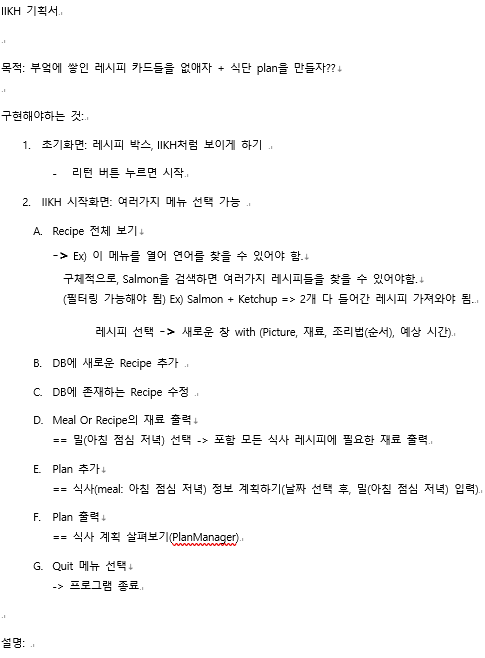 IIKH 기획서
목적: 부엌에 쌓인 레시피 카드들을 없애자 + 식단 plan을 만들자??
구현해야하는 것:
1. 초기화면: 레시피 박스, IIKH처럼 보이게 하기
- 리턴 버튼 누르면 시작
2. IIKH 시작화면: 여러가지 메뉴 선택 가능
A. Recipe 전체 보기
-> Ex) 이 메뉴를 열어 연어를 찾을 수 있어야 함.
구체적으로, Salmon을 검색하면 여러가지 레시피들을 찾을 수 있어야함.
(필터링 가능해야 됨) Ex) Salmon + Ketchup => 2개 다 들어간 레시피 가져와야 됨.
레시피 선택 -> 새로운 창 with (Picture, 재료, 조리법(순서), 예상 시간)
B. DB에 새로운 Recipe 추가
C. DB에 존재하는 Recipe 수정
D. Meal Or Recipe의 재료 출력
== 밀(아침 점심 저녁) 선택 -> 포함 모든 식사 레시피에 필요한 재료 출력
E. Plan 추가
== 식사(meal: 아침 점심 저녁) 정보 계획하기(날짜 선택 후, 밀(아침 점심 저녁) 입력)
F. Plan 출력
== 식사 계획 살펴보기(PlanManager)
G. Quit 메뉴 선택
-> 프로그램 종료
설명: